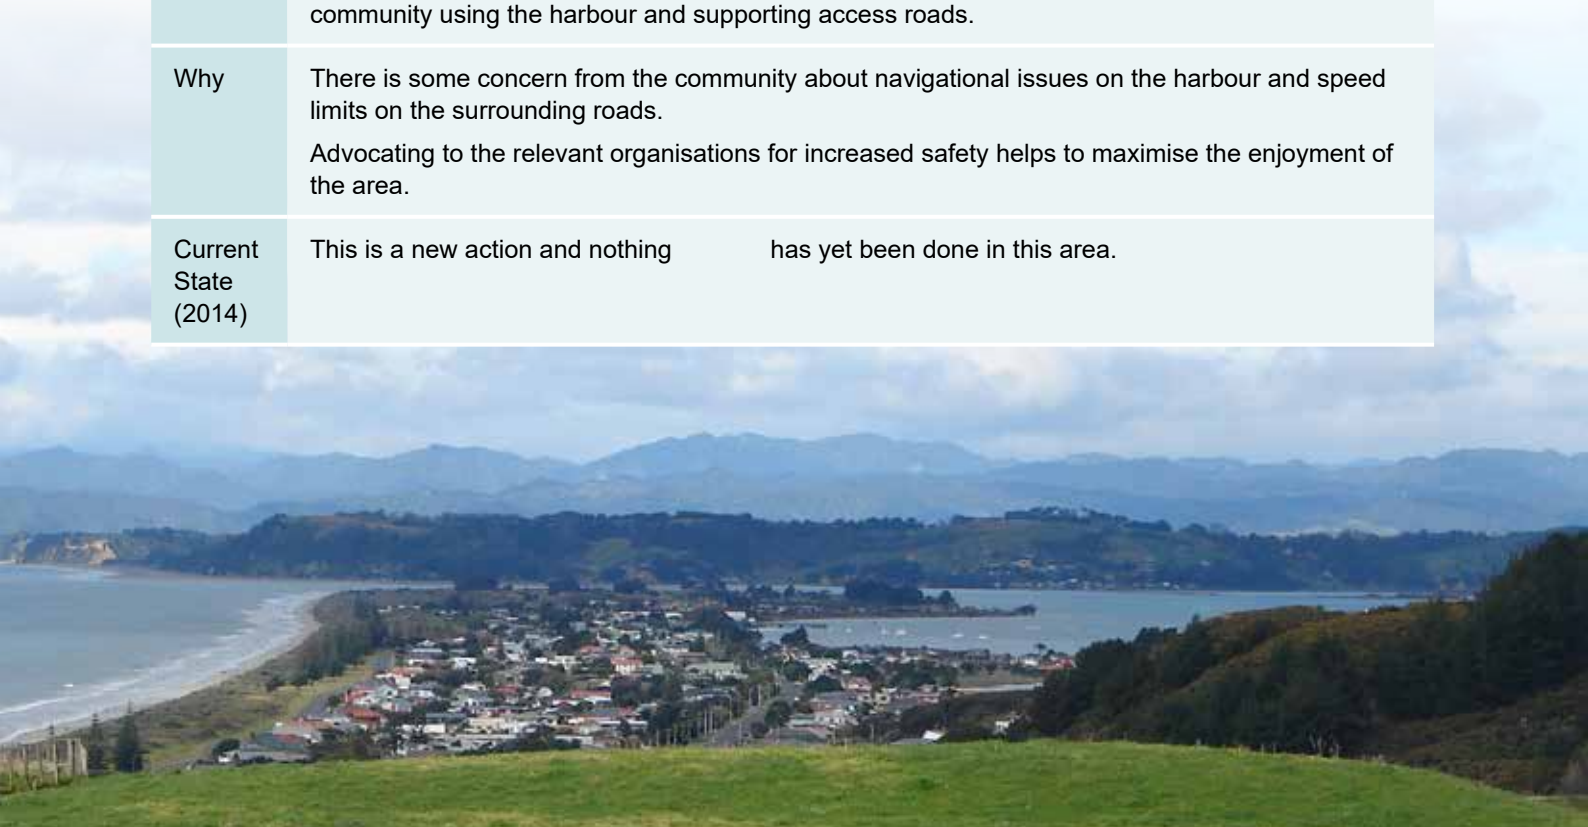 community using the harbour and supporting access roads.
Why
There is some concern from the community about navigational issues on the harbour and speed
limits on the surrounding roads.
Advocating to the relevant organisations for increased safety helps to maximise the enjoyment of
the area.
Current
State
(2014)
This is a new action and nothing has yet been done in this area.